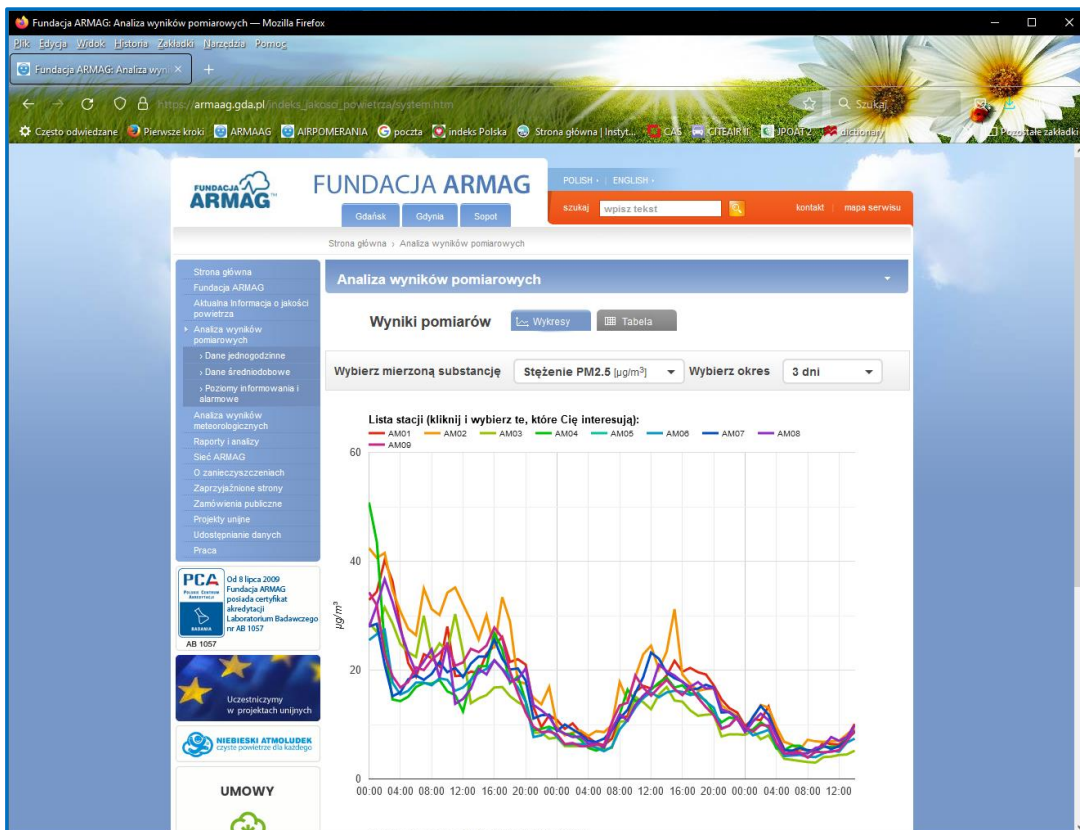 Fundacja ARMAG: Analiza wyników pomiarowych — Mozilla Firefox
Plik Edycja Widok Historia Zakładki Narzędzia Pomoc
Fundacja ARMAG: Analiza wyni
https://armaag.gda.pl/indeks_jakosci_powietrza/system.htm
Szukaj
Często odwiedzane Pierwsze kroki ARMAAG AIRPOMERANIA poczta indeks Polska Strona główna | Instyt... CAS CITEAIR II JPOAT2 dictionary Pozostałe zakładki
FUNDACJA ARMAG
FUNDACJA ARMAG
POLISH ENGLISH
Gdańsk Gdynia Sopot
szukaj wpisz tekst kontakt mapa serwisu
Strona główna › Analiza wyników pomiarowych
Strona główna
Fundacja ARMAG
Aktualna Informacja o jakości
powietrza
Analiza wyników
pomiarowych
› Dane jednogodzinne
› Dane średniodobowe
› Poziomy informowania i
alarmowe
Analiza wyników
meteorologicznych
Raporty i analizy
Sieć ARMAG
O zanieczyszczeniach
Zaprzyjaźnione strony
Zamówienia publiczne
Projekty unijne
Udostępnianie danych
Praca
PCA
POLSKIE CENTRUM
AKREDYTACJI
BADANIA
AB 1057
Od 8 lipca 2009
Fundacja ARMAG
posiada certyfikat
akredytacji
Laboratorium Badawczego
nr AB 1057
Uczestniczymy
w projektach unijnych
NIEBIESKI ATMOLUDEK
czyste powietrze dla każdego
UMOWY
Analiza wyników pomiarowych
Wyniki pomiarów Wykresy Tabela
Wybierz mierzoną substancję Stężenie PM2.5 [µg/m³] Wybierz okres 3 dni
Lista stacji (kliknij i wybierz te, które Cię interesują):
AM01 AM02 AM03 AM04 AM05 AM06 AM07 AM08
AM09
60
40
20
0
µg/m³
00:00 04:00 08:00 12:00 16:00 20:00 00:00 04:00 08:00 12:00 16:00 20:00 00:00 04:00 08:00 12:00